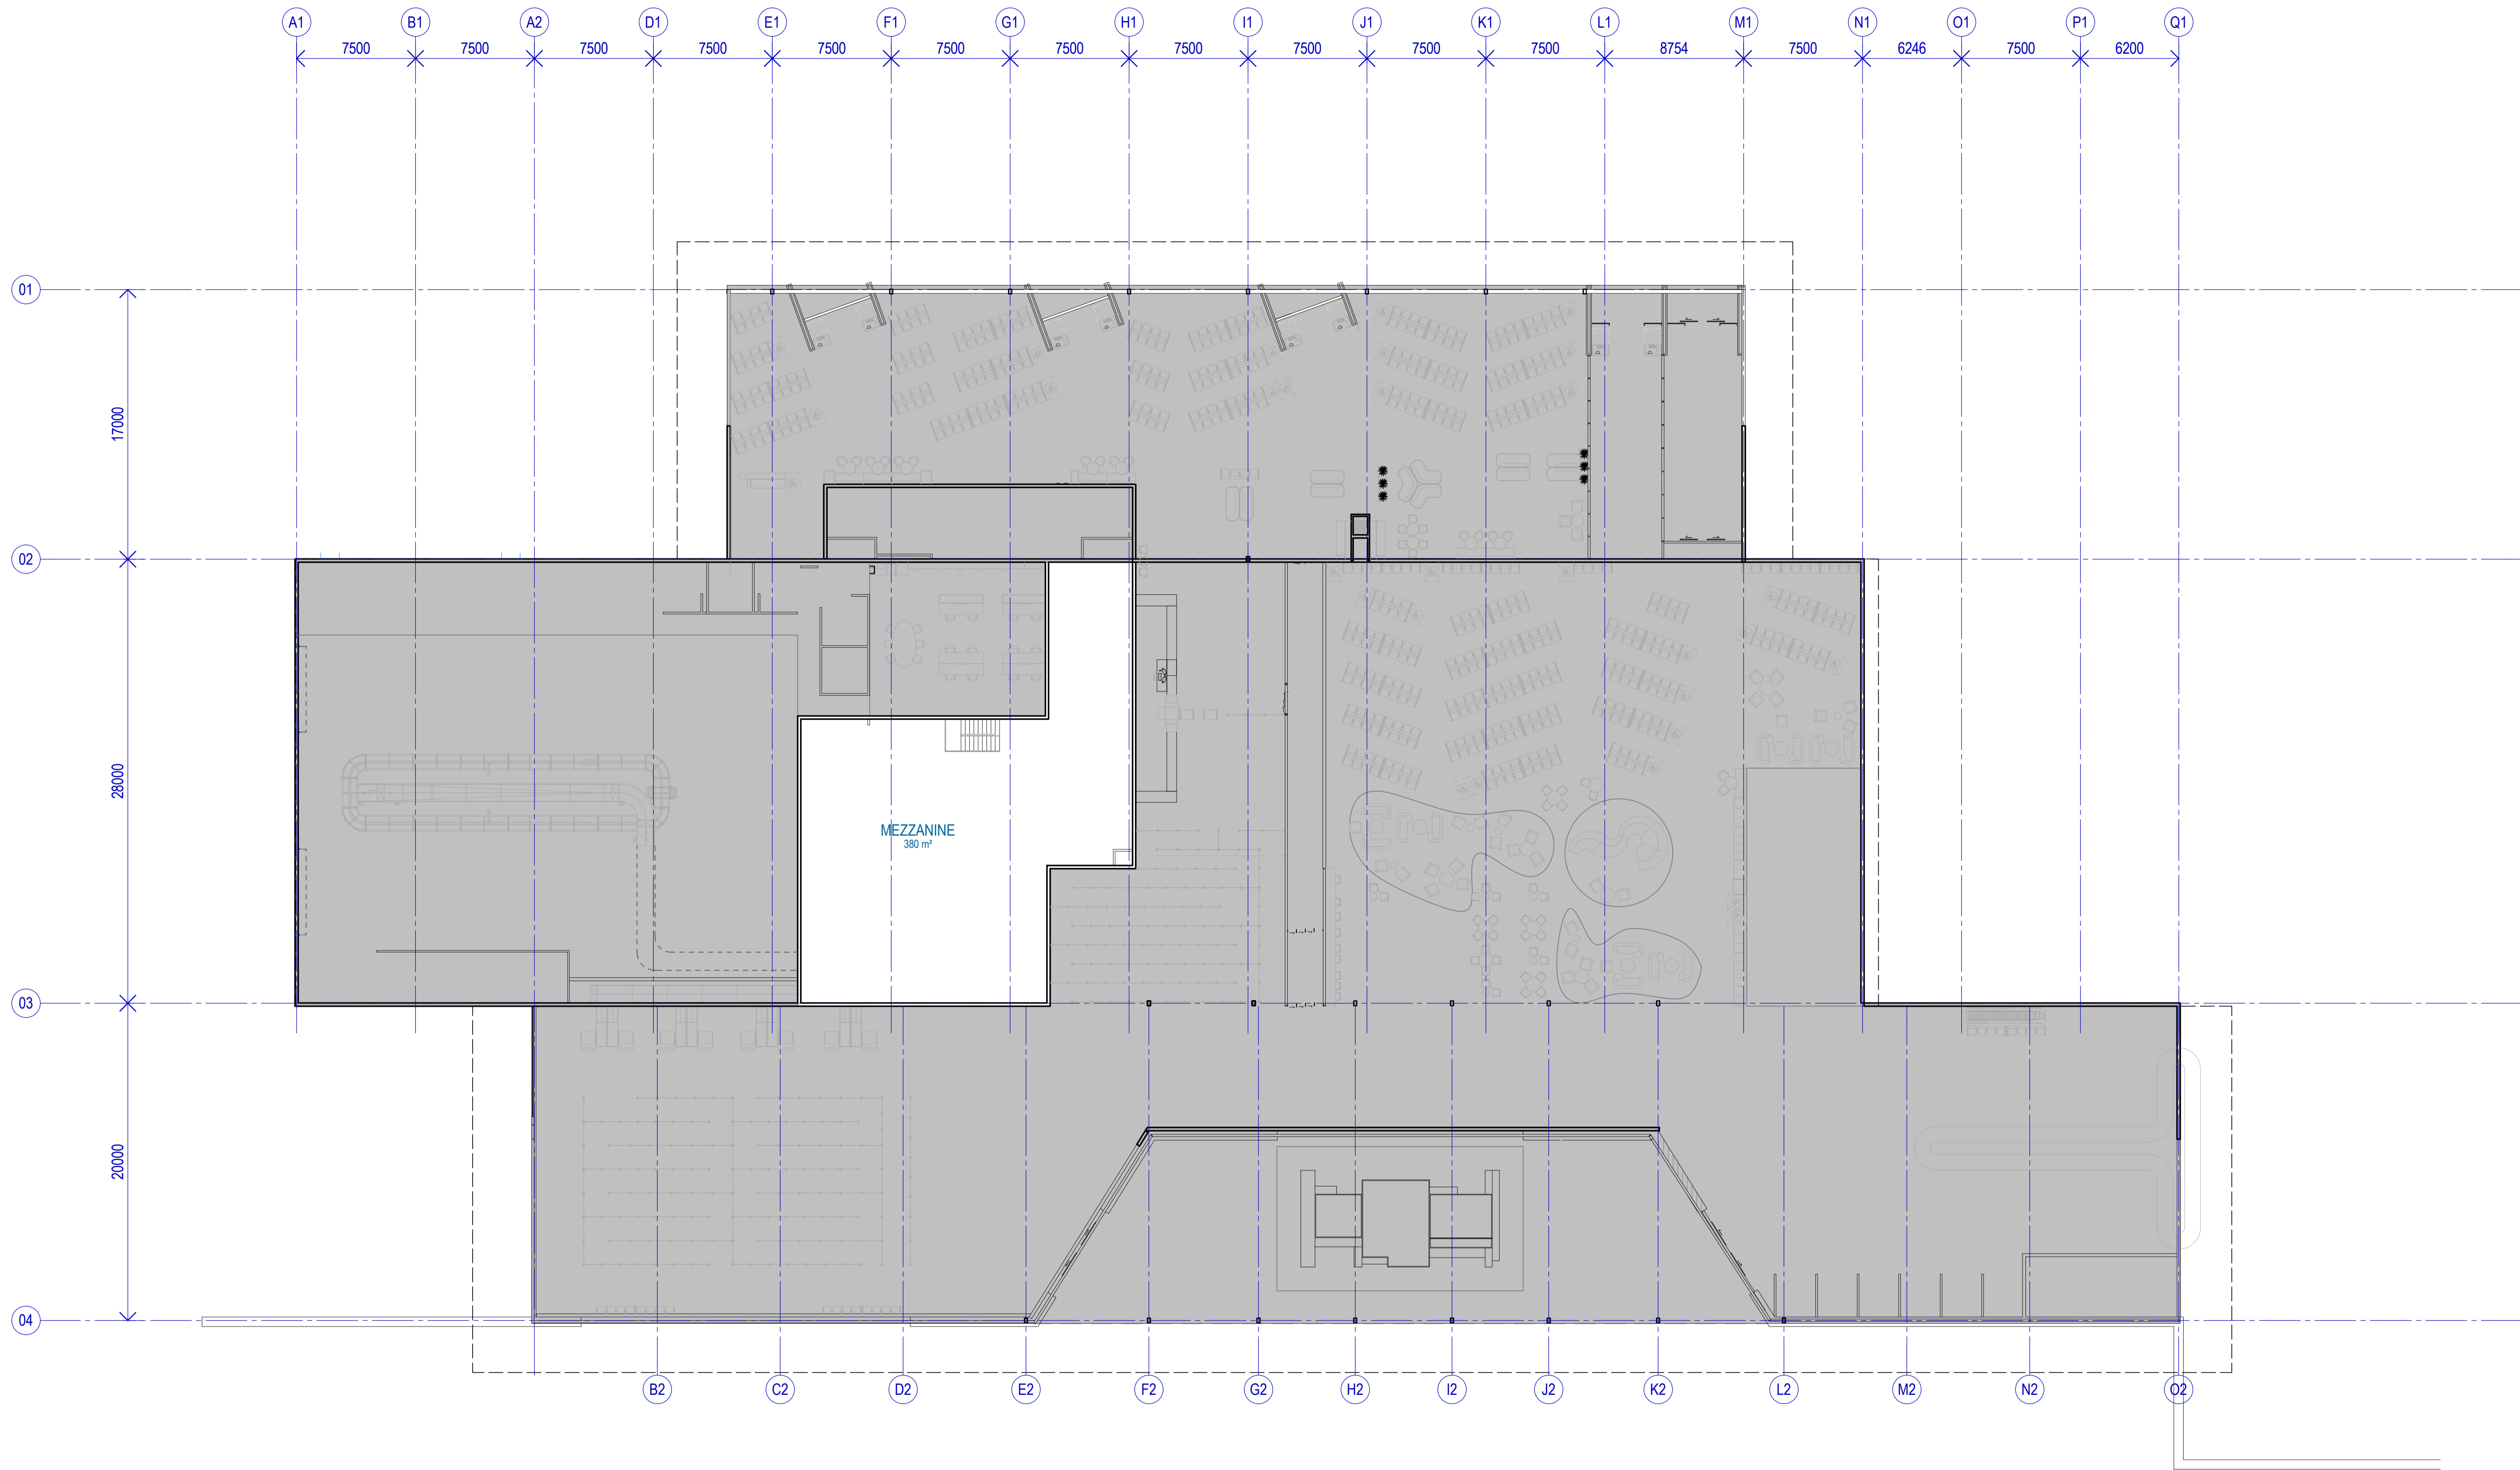 A1 B1 A2 D1 E1 F1 G1 H1 I1 J1 K1 L1 M1 N1 O1 P1 Q1
7500 7500 7500 7500 7500 7500 7500 7500 7500 7500 7500 8754 7500 6246 7500 6200
01
17000
02
28000
MEZZANINE
380 m²
03
20000
04
B2 C2 D2 E2 F2 G2 H2 I2 J2 K2 L2 M2 N2 O2